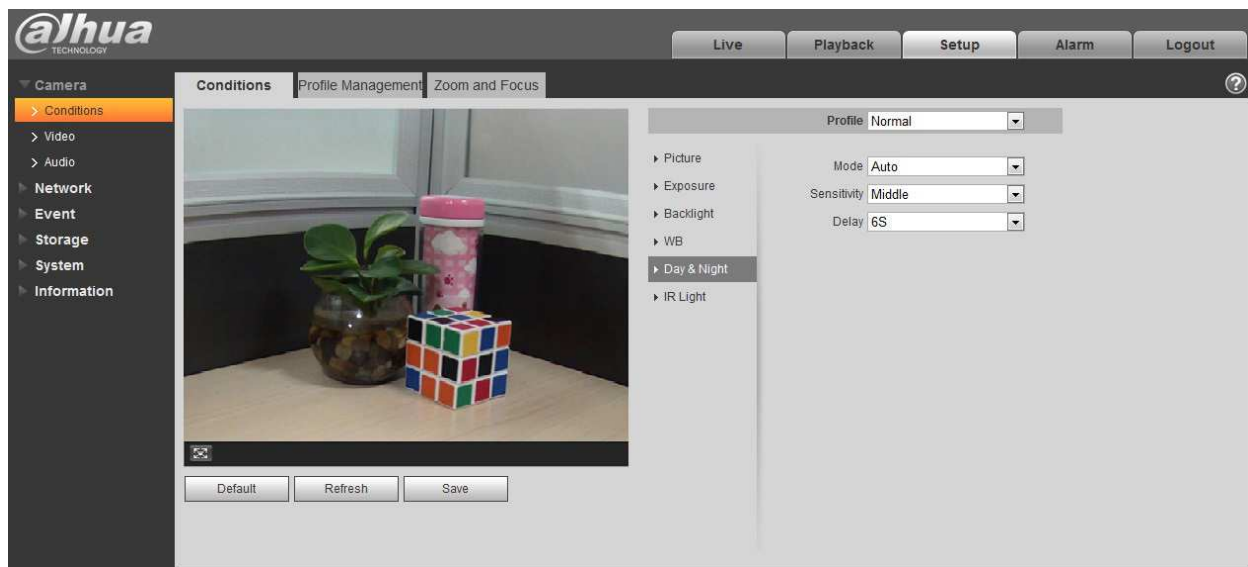 alhua
TECHNOLOGY
Live
Playback
Setup
Alarm
Logout
Camera
Conditions
Video
Audio
Network
Event
Storage
System
Information
Conditions
Profile Management
Zoom and Focus
?
Profile Normal
Picture
Exposure
Backlight
WB
Day & Night
IR Light
Mode Auto
Sensitivity Middle
Delay 6S
Default
Refresh
Save